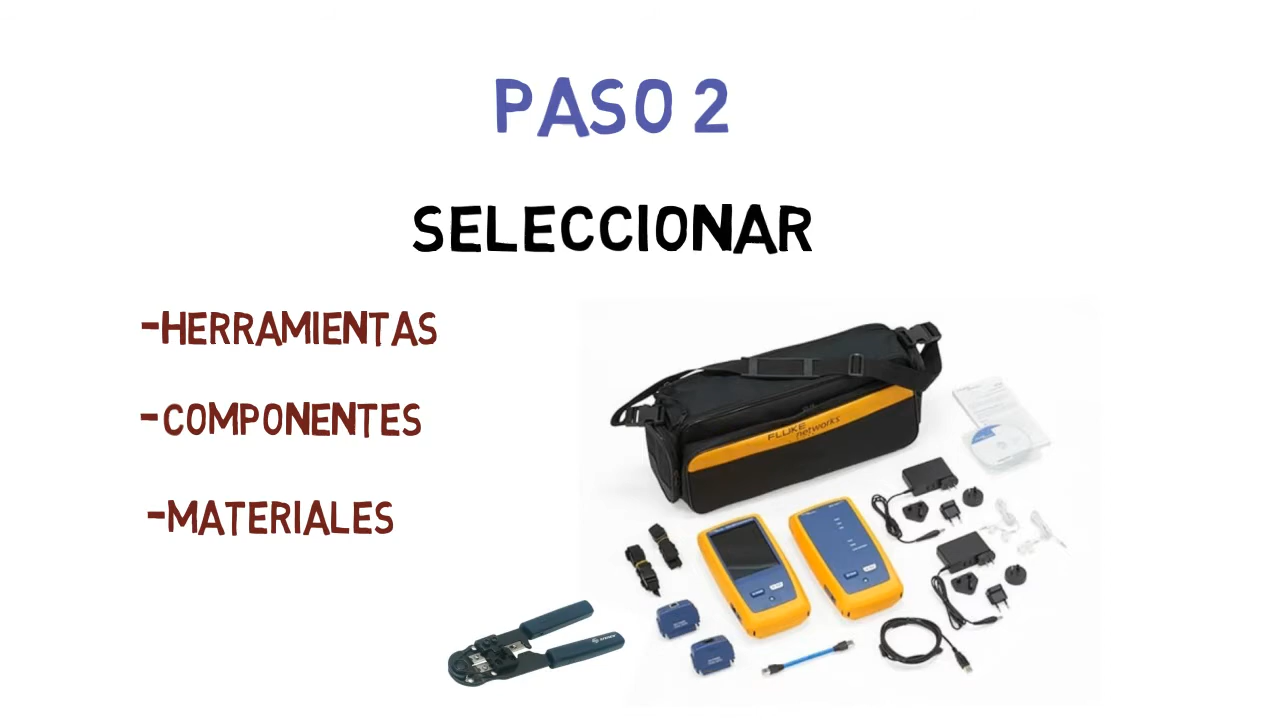 PASO 2
SELECCIONAR
-HERRAMIENTAS
-COMPONENTES
-MATERIALES
FLUKE
networks